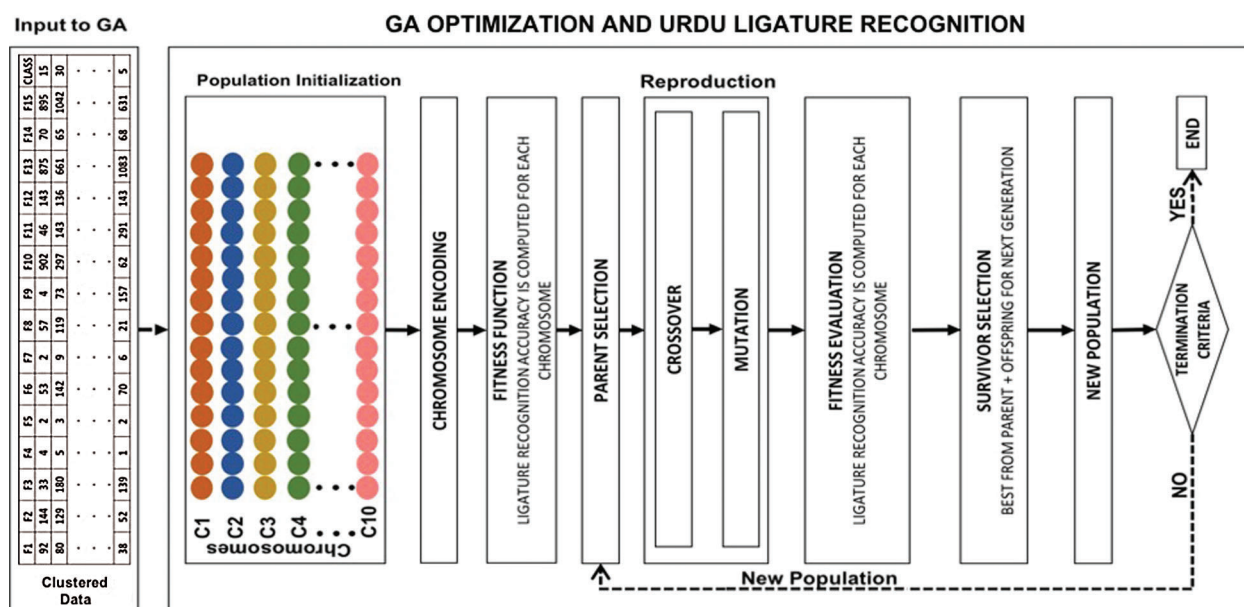 Input to GA
GA OPTIMIZATION AND URDU LIGATURE RECOGNITION
F1 F2 F3 F4 F5 F6 F7 F8 F9 F10 F11 F12 F13 F14 F15 CLASS
92 144 33 4 2 53 2 57 4 902 46 143 875 70 895 15
80 129 180 5 3 142 9 119 73 297 143 136 661 65 1042 30
38 52 139 1 2 70 6 21 157 62 291 143 1083 68 631 5
Clustered
Data
Population Initialization
C1
C2
C3
C4
C10
Chromosomes
CHROMOSOME ENCODING
FITNESS FUNCTION
LIGATURE RECOGNITION ACCURACY IS COMPUTED FOR EACH
CHROMOSOME
PARENT SELECTION
Reproduction
CROSSOVER
MUTATION
FITNESS EVALUATION
LIGATURE RECOGNITION ACCURACY IS COMPUTED FOR EACH
CHROMOSOME
SURVIVOR SELECTION
BEST FROM PARENT + OFFSPRING FOR NEXT GENERATION
NEW POPULATION
TERMINATION
CRITERIA
YES
END
NO
New Population